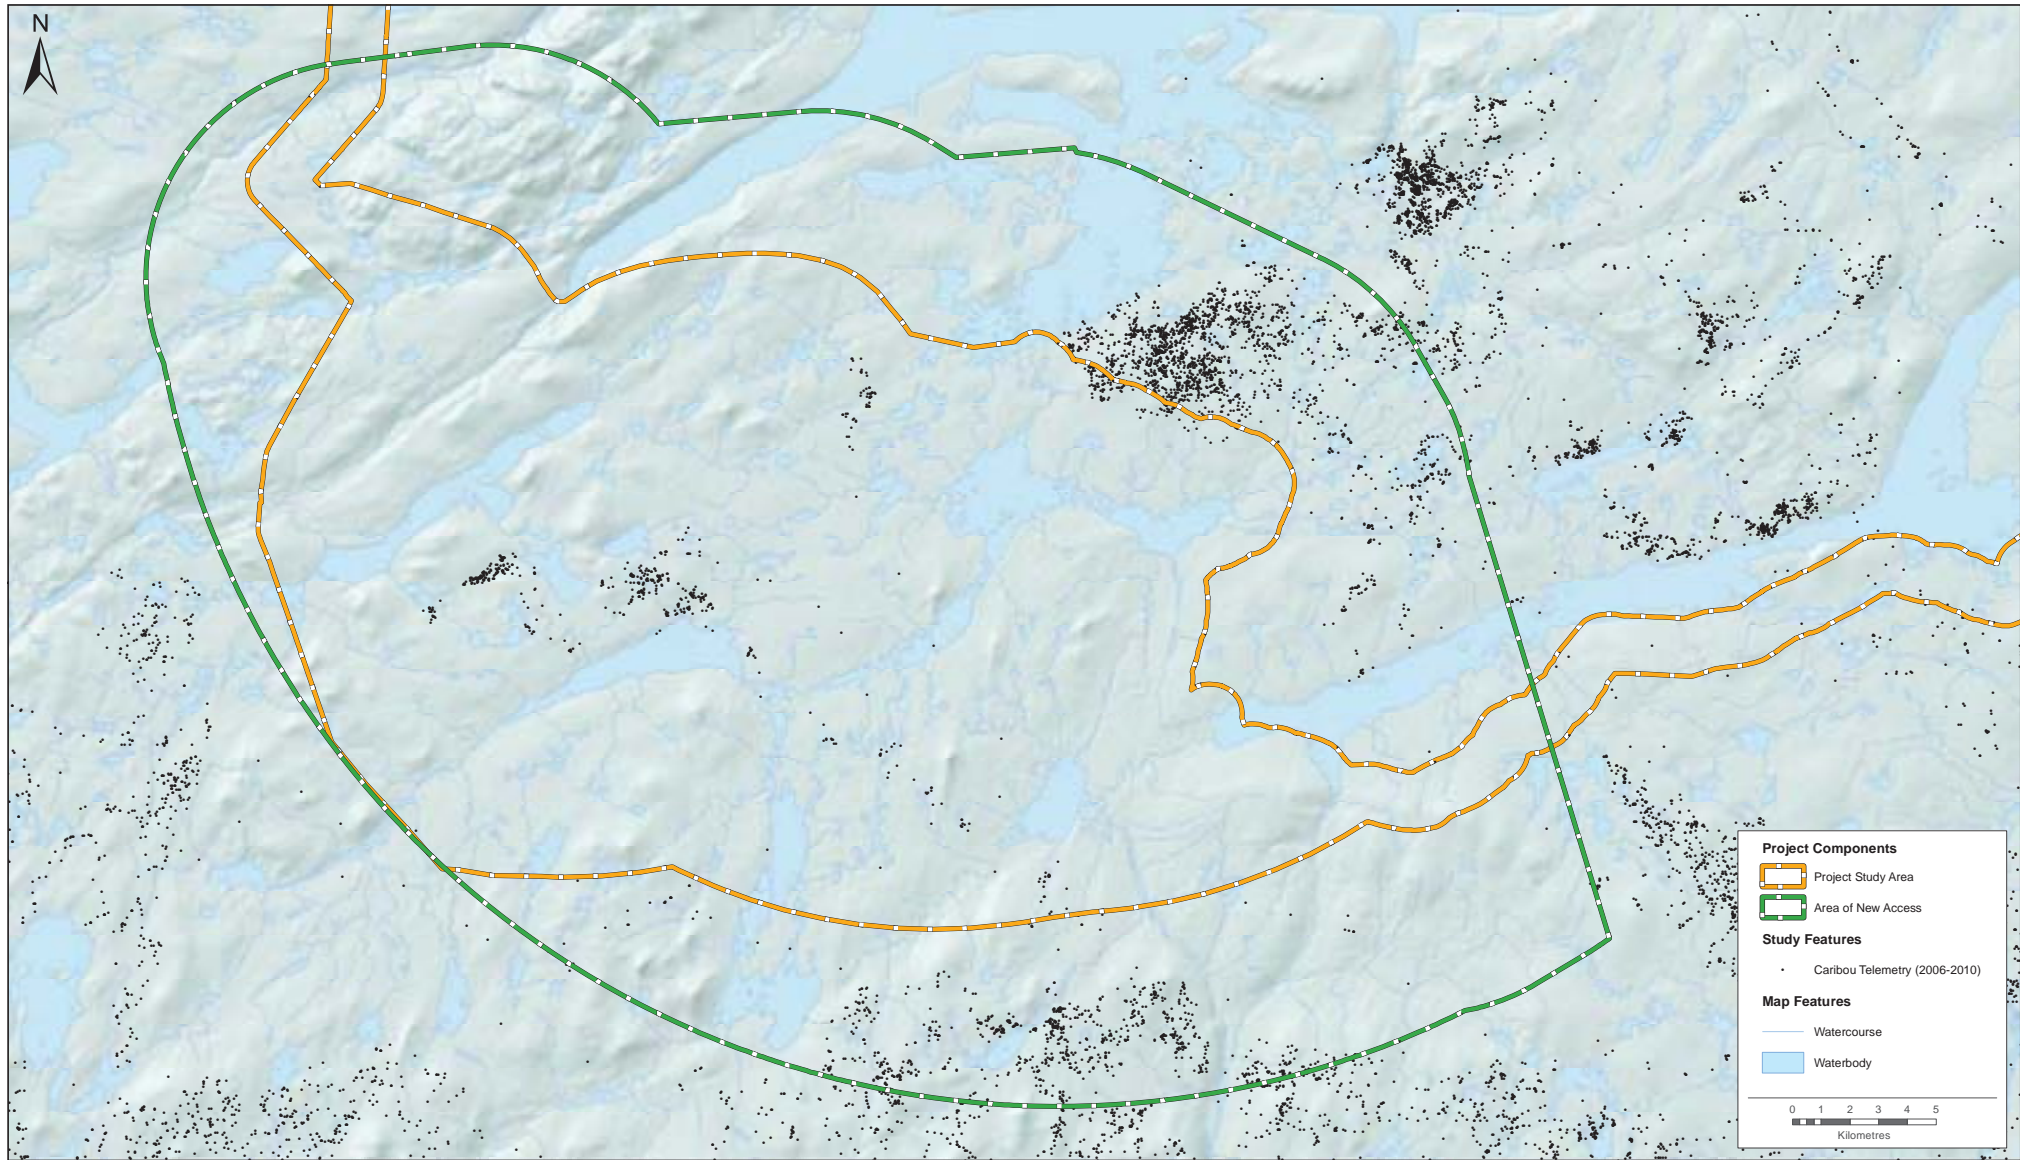 N
Project Components
Project Study Area
Area of New Access
Study Features
Caribou Telemetry (2006-2010)
Map Features
Watercourse
Waterbody
0 1 2 3 4 5
Kilometres